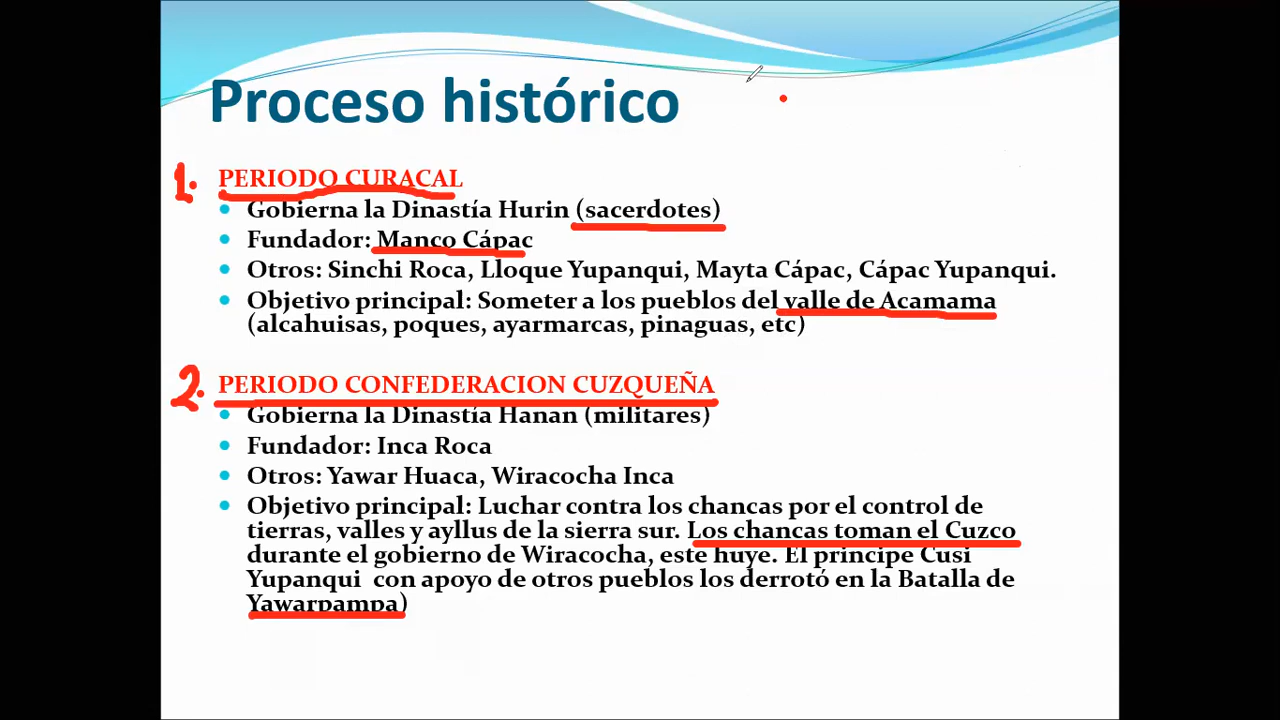 Proceso histórico
1. PERIODO CURACAL
Gobierna la Dinastía Hurin (sacerdotes)
Fundador: Manco Cápac
Otros: Sinchi Roca, Lloque Yupanqui, Mayta Cápac, Cápac Yupanqui.
Objetivo principal: Someter a los pueblos del valle de Acamama
(alcahuisas, poques, ayarmarcas, pinaguas, etc)
2. PERIODO CONFEDERACION CUZQUEÑA
Gobierna la Dinastía Hanan (militares)
Fundador: Inca Roca
Otros: Yawar Huaca, Wiracocha Inca
Objetivo principal: Luchar contra los chancas por el control de
tierras, valles y ayllus de la sierra sur. Los chancas toman el Cuzco
durante el gobierno de Wiracocha, este huye. El príncipe Cusi
Yupanqui con apoyo de otros pueblos los derrotó en la Batalla de
Yawarpampa)